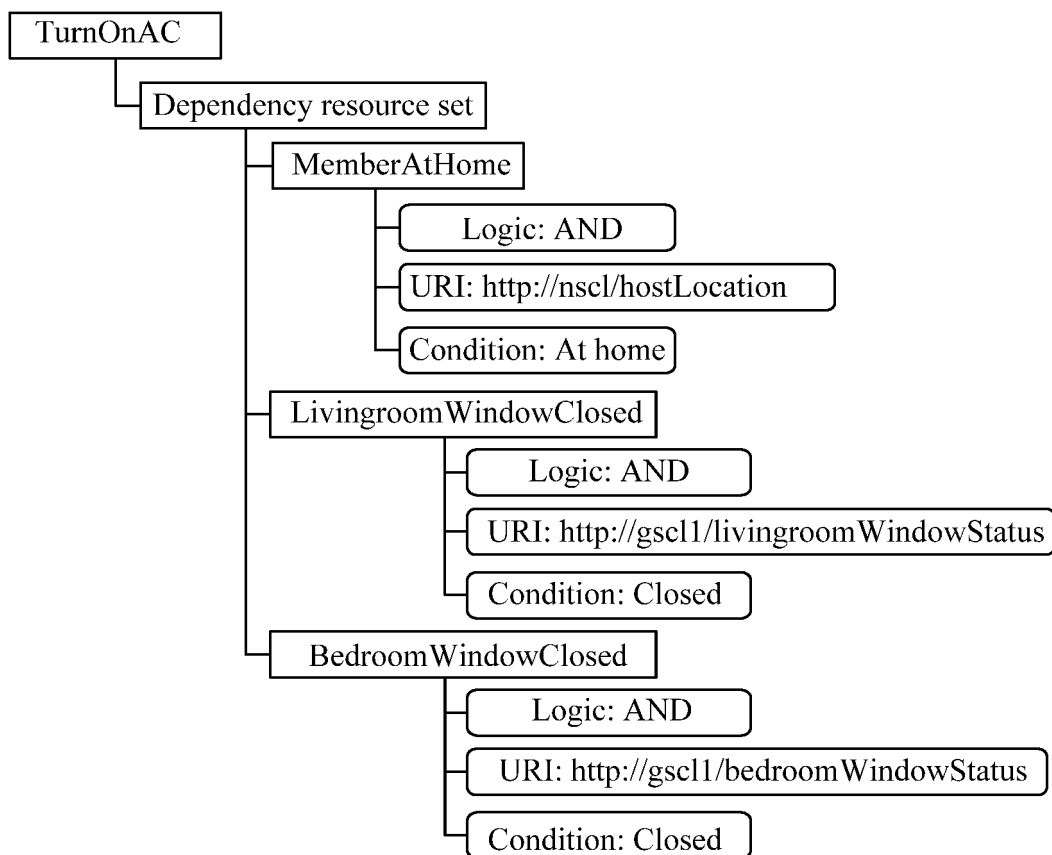 TurnOnAC
Dependency resource set
MemberAtHome
Logic: AND
URI: http://nscl/hostLocation
Condition: At home
LivingroomWindowClosed
Logic: AND
URI: http://gscl1/livingroomWindowStatus
Condition: Closed
BedroomWindowClosed
Logic: AND
URI: http://gscl1/bedroomWindowStatus
Condition: Closed